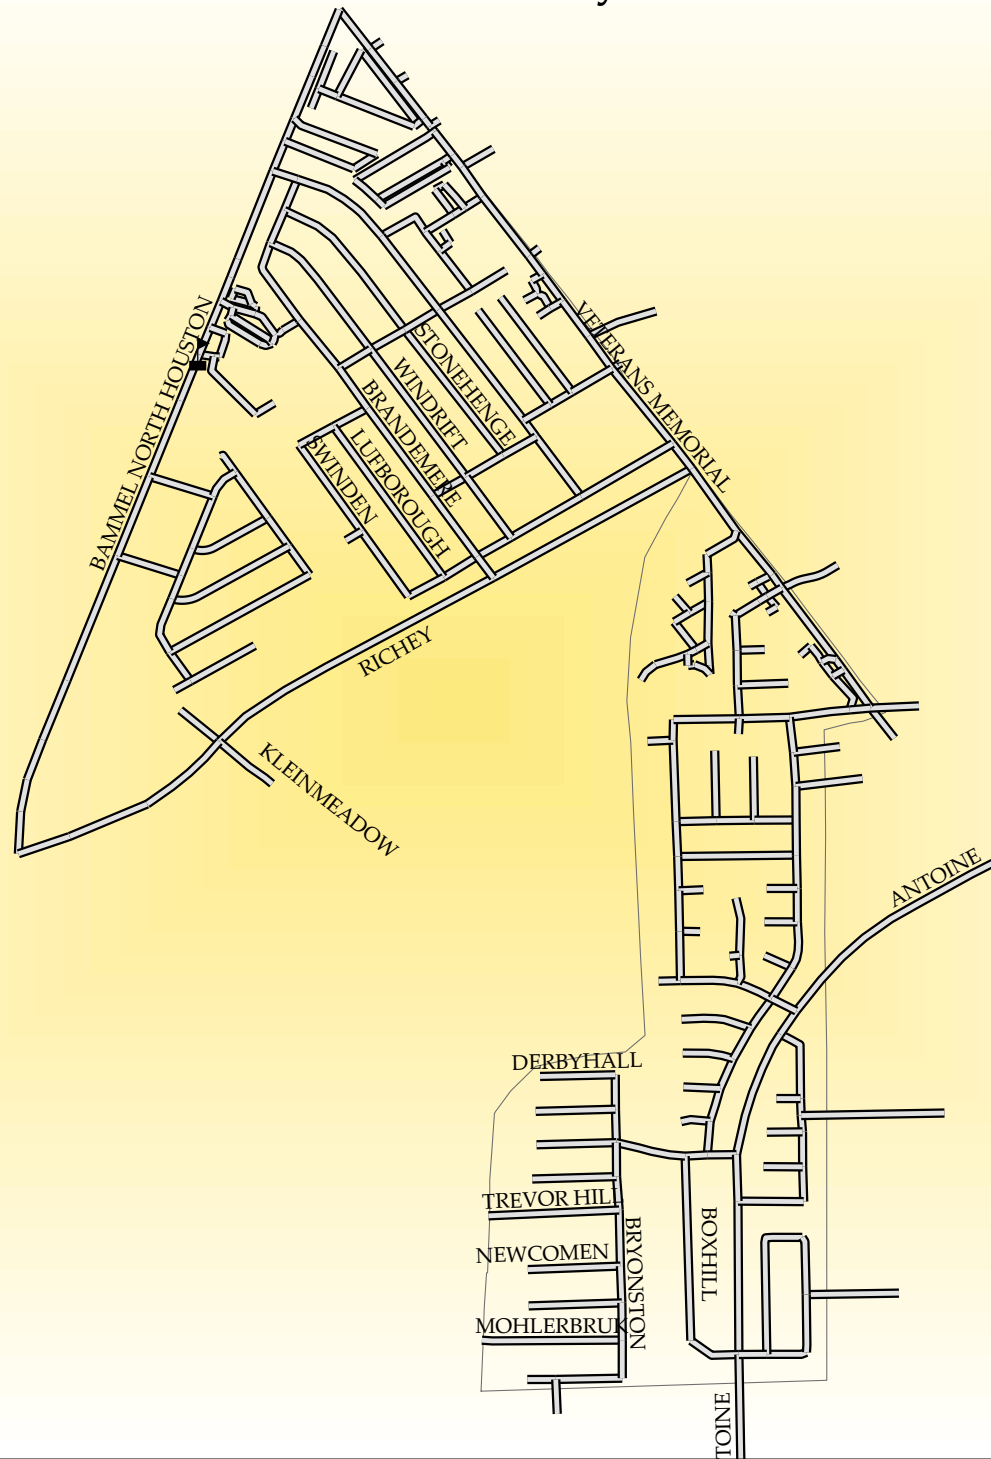 VETERANS MEMORIAL
BAMMEL NORTH HOUSTON
STONEHENGE
WINDRIFT
BRANDEMERE
LUFBOROUGH
SWINDEN
RICHEY
KLEINMEADOW
ANTOINE
DERBYHALL
TREVOR HILL
BRYONSTON
BOXHILL
NEWCOMEN
MOHLERBRUK
TOINE